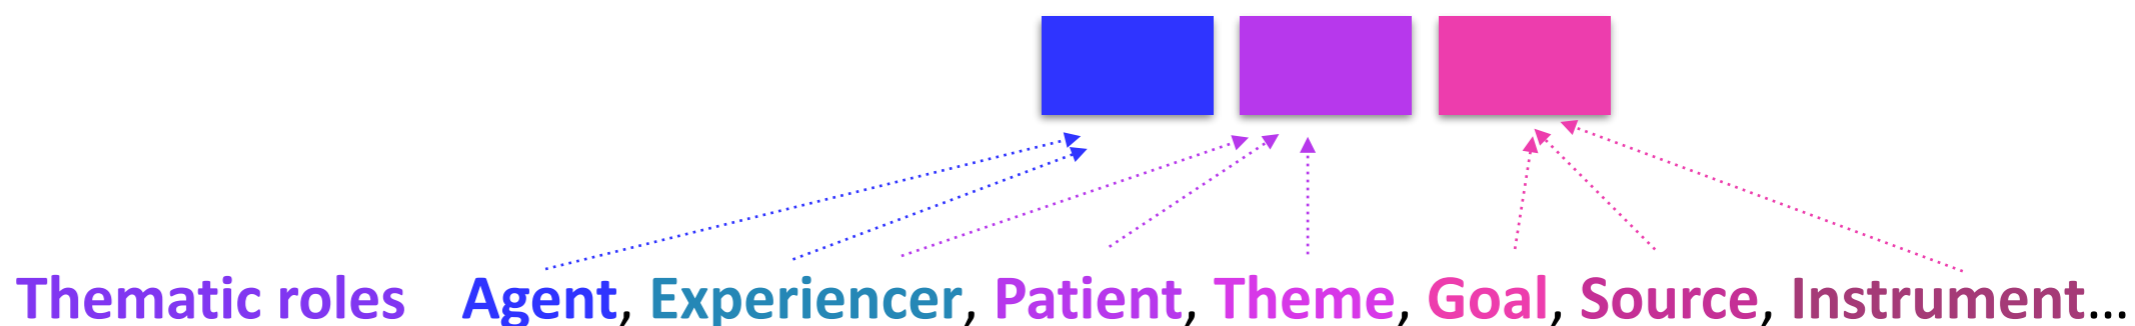 Thematic roles Agent, Experiencer, Patient, Theme, Goal, Source, Instrument...